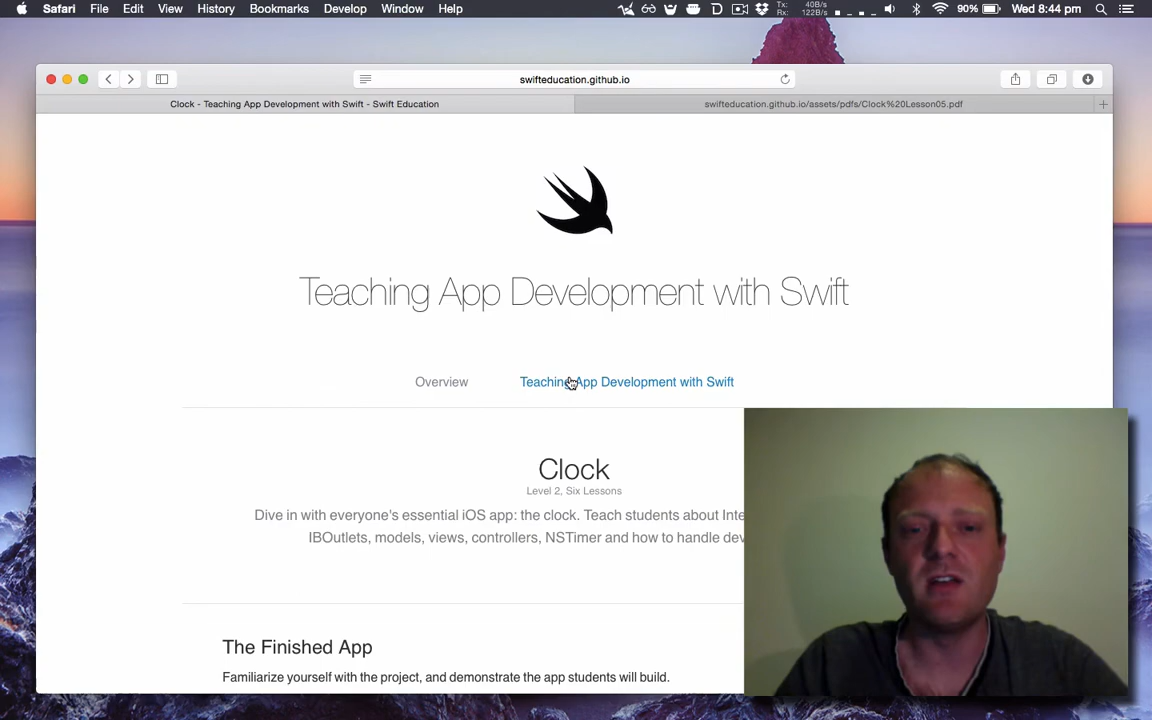 Safari File Edit View History Bookmarks Develop Window Help Tx: 40B/s Rx: 122B/s 90% Wed 8:44 pm
swifteducation.github.io
Clock - Teaching App Development with Swift - Swift Education swifteducation.github.io/assets/pdfs/Clock%20Lesson05.pdf
Teaching App Development with Swift
Overview Teaching App Development with Swift
Clock
Level 2, Six Lessons
Dive in with everyone's essential iOS app: the clock. Teach students about Inte
IBOutlets, models, views, controllers, NSTimer and how to handle dev
The Finished App
Familiarize yourself with the project, and demonstrate the app students will build.